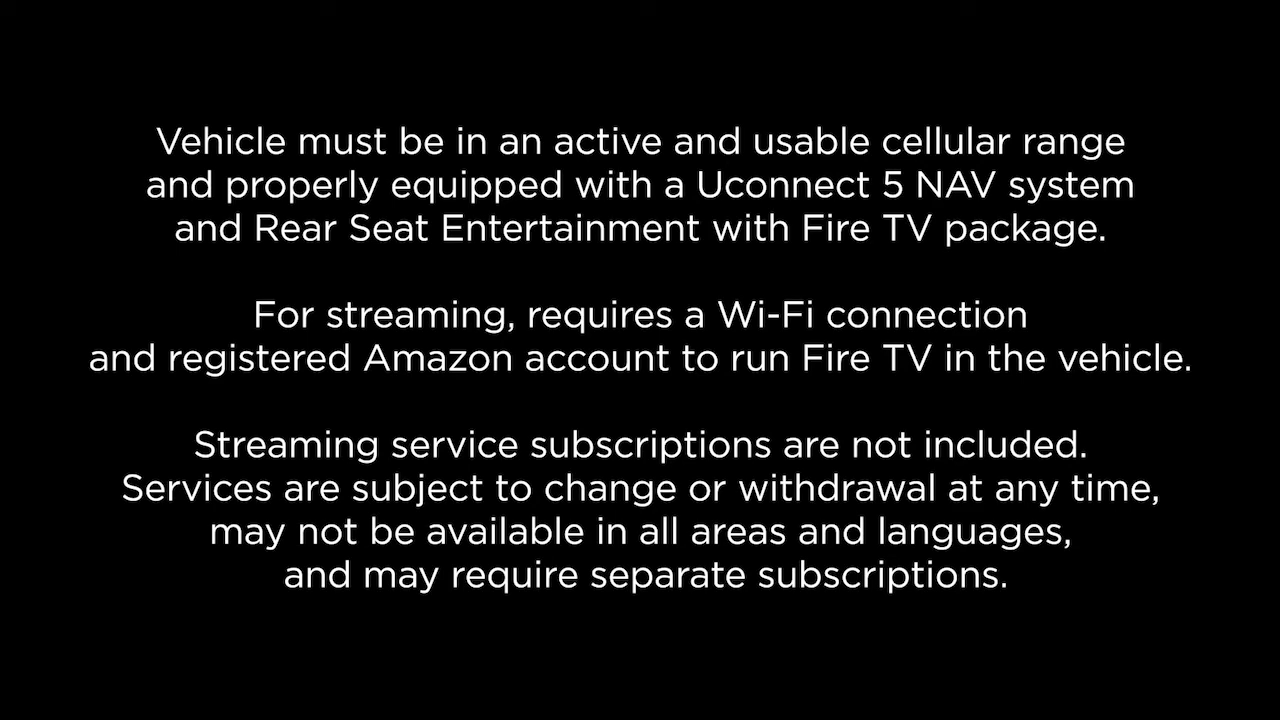 Vehicle must be in an active and usable cellular range
and properly equipped with a Uconnect 5 NAV system
and Rear Seat Entertainment with Fire TV package.
For streaming, requires a Wi-Fi connection
and registered Amazon account to run Fire TV in the vehicle.
Streaming service subscriptions are not included.
Services are subject to change or withdrawal at any time,
may not be available in all areas and languages,
and may require separate subscriptions.